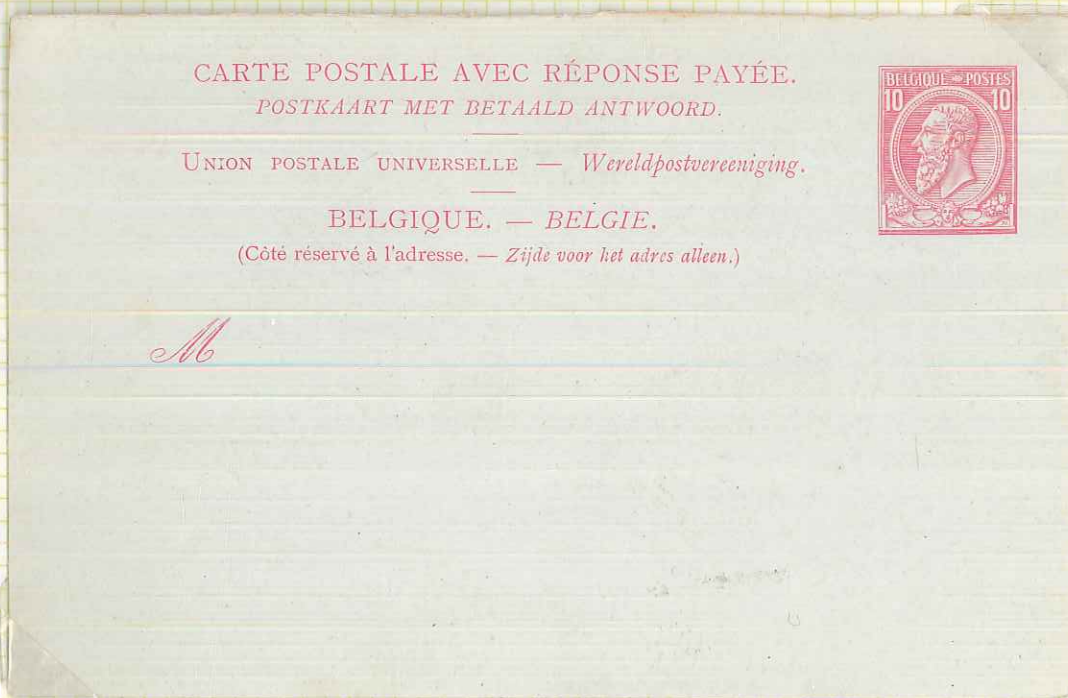 CARTE POSTALE AVEC RÉPONSE PAYÉE.
POSTKAART MET BETAALD ANTWOORD.
UNION POSTALE UNIVERSELLE — Wereldpostvereeniging.
BELGIQUE. — BELGIE.
(Côté réservé à l'adresse. — Zijde voor het adres alleen.)
M
BELGIQUE POSTES
10 10